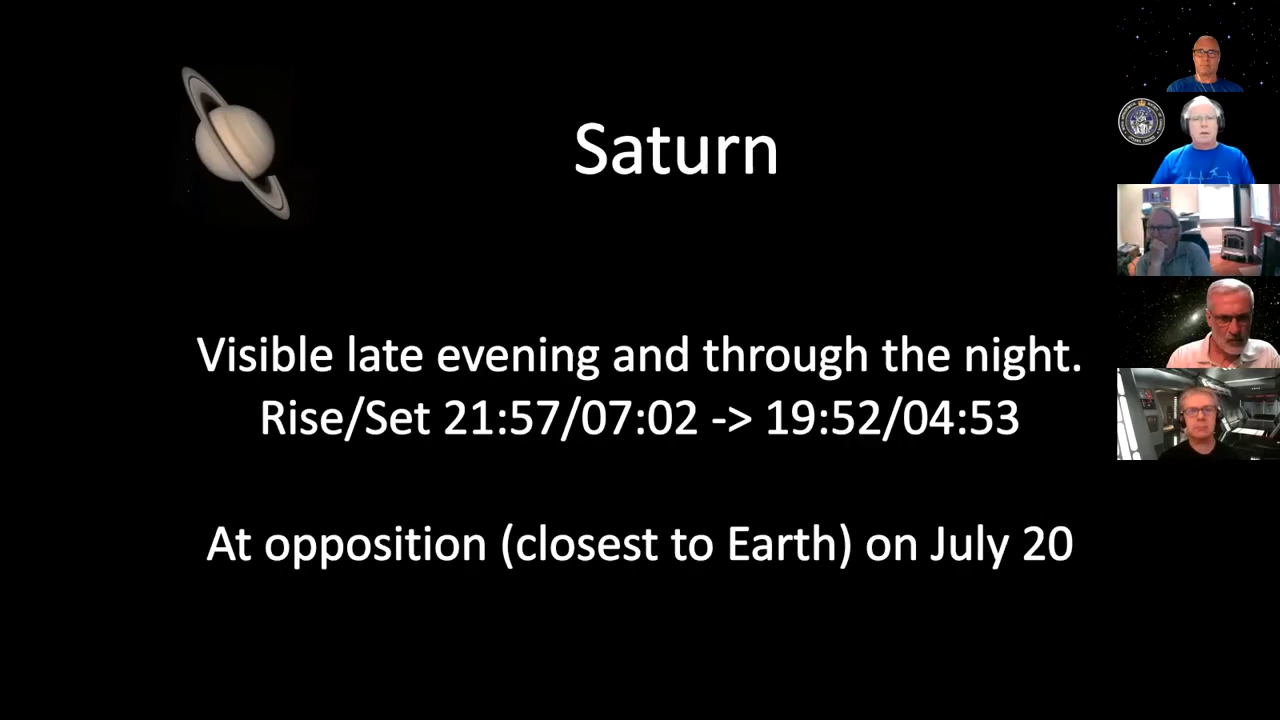 Saturn
Visible late evening and through the night.
Rise/Set 21:57/07:02 -> 19:52/04:53
At opposition (closest to Earth) on July 20